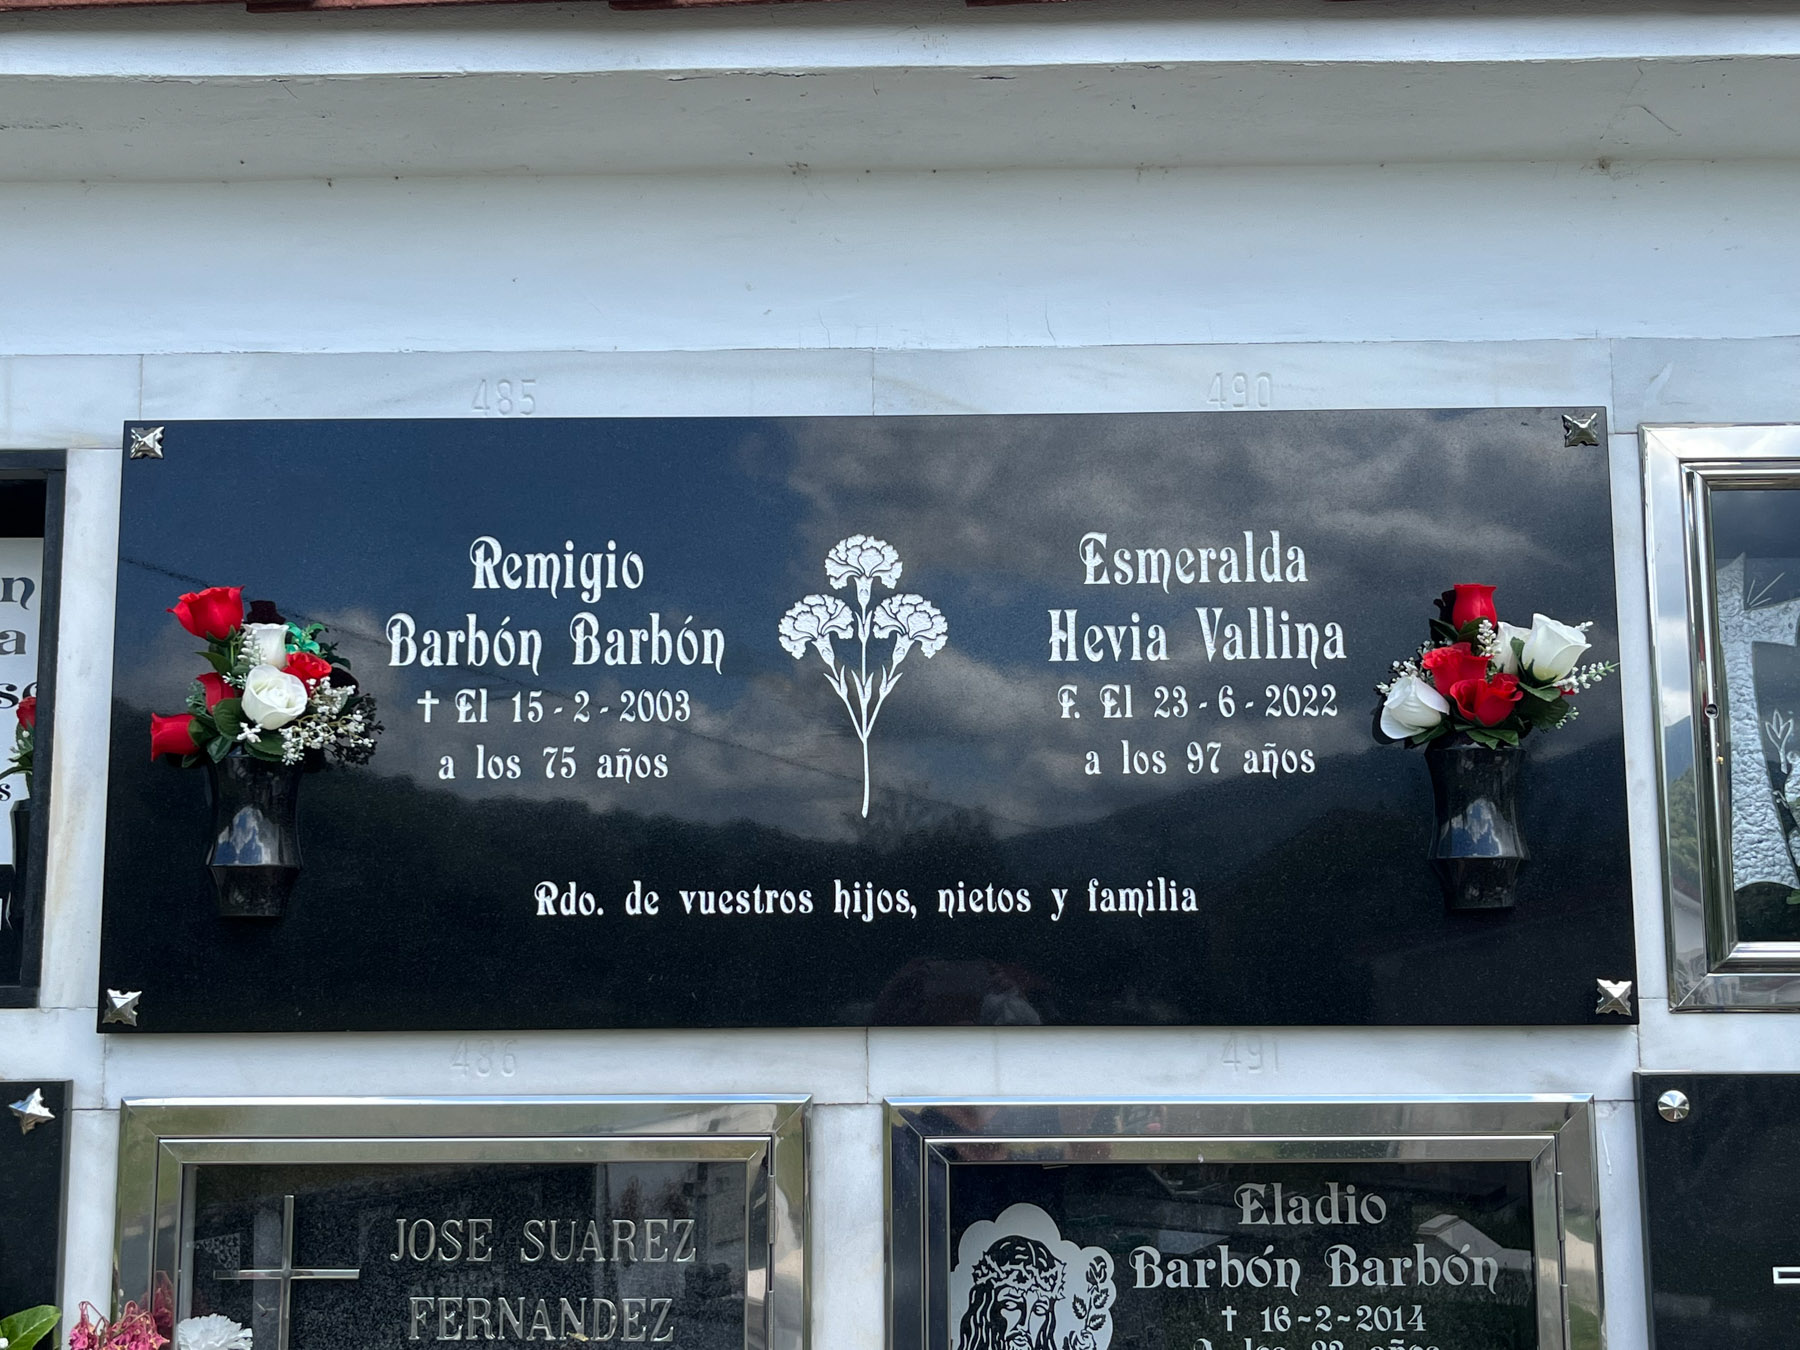 485
490
Remigio
Barbón Barbón
✝ El 15-2-2003
a los 75 años
Esmeralda
Hevia Vallina
F. El 23-6-2022
a los 97 años
Rdo. de vuestros hijos, nietos y familia
486
491
JOSE SUAREZ
FERNANDEZ
Eladio
Barbón Barbón
✝ 16-2-2014